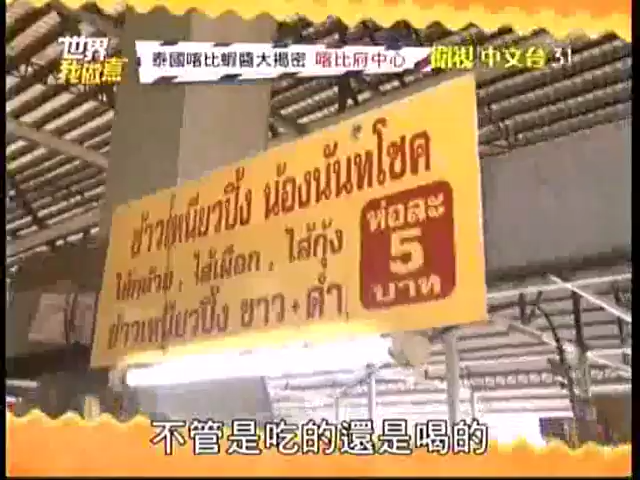 世界
我做煮
泰國喀比蝦醬大揭密 喀比府中心
衛視中文台 31
ข้าวเหนียวปิ้ง น้องนันทโชค
ไส้กล้วย , ไส้เผือก , ไส้กุ้ง
ข้าวเหนียวปิ้ง ขาว + ดำ
ห่อละ
5
บาท
不管是吃的還是喝的